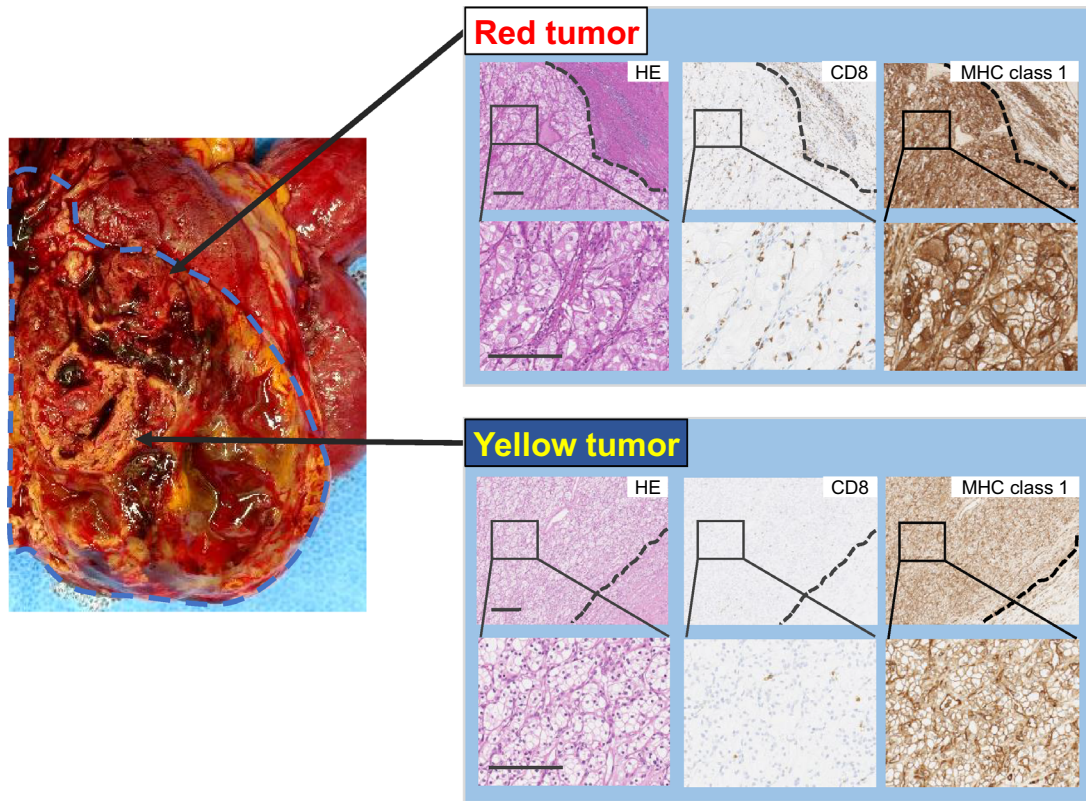 Red tumor
HE
CD8
MHC class 1
Yellow tumor
HE
CD8
MHC class 1